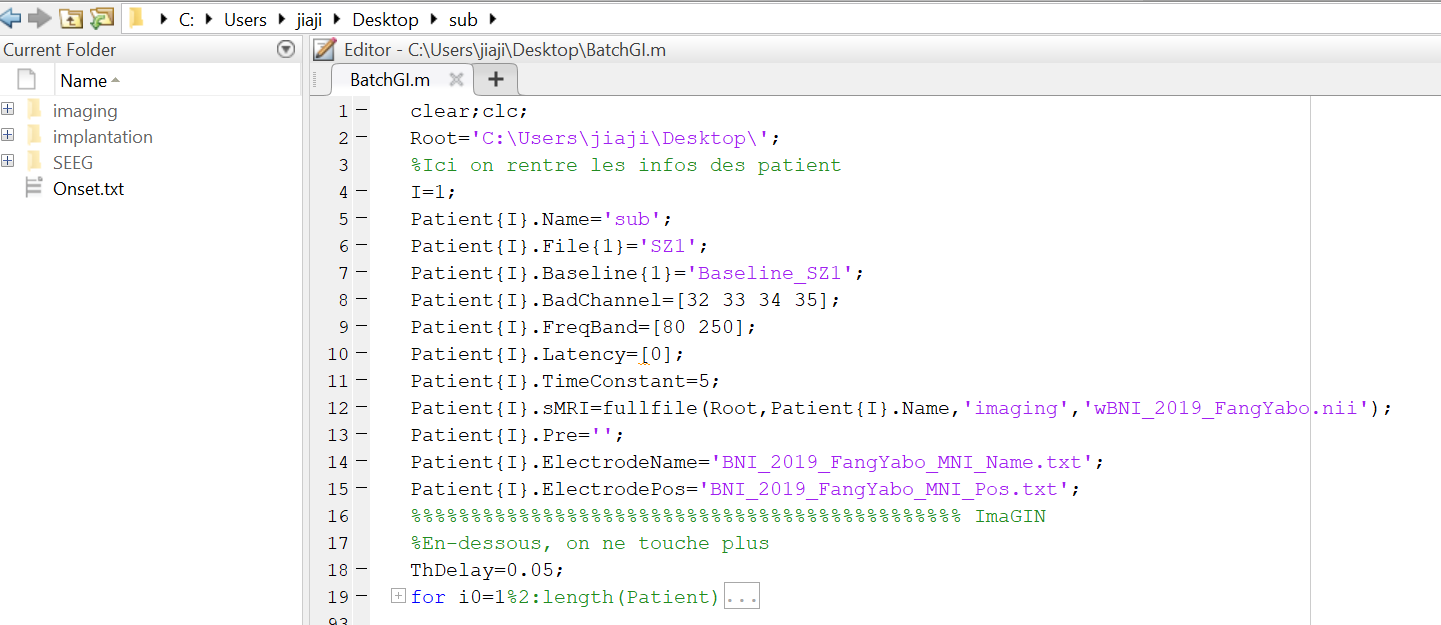 C: Users jiaji Desktop sub
Current Folder
Name
imaging
implantation
SEEG
Onset.txt
Editor - C:\Users\jiaji\Desktop\BatchGI.m
BatchGI.m
1 clear;clc;
2 Root='C:\Users\jiaji\Desktop\';
3 %Ici on rentre les infos des patient
4 I=1;
5 Patient{I}.Name='sub';
6 Patient{I}.File{1}='SZ1';
7 Patient{I}.Baseline{1}='Baseline_SZ1';
8 Patient{I}.BadChannel=[32 33 34 35];
9 Patient{I}.FreqBand=[80 250];
10 Patient{I}.Latency=[0];
11 Patient{I}.TimeConstant=5;
12 Patient{I}.sMRI=fullfile(Root,Patient{I}.Name,'imaging','wBNI_2019_FangYabo.nii');
13 Patient{I}.Pre='';
14 Patient{I}.ElectrodeName='BNI_2019_FangYabo_MNI_Name.txt';
15 Patient{I}.ElectrodePos='BNI_2019_FangYabo_MNI_Pos.txt';
16 %%%%%%%%%%%%%%%%%%%%%%%%%%%%%%%%%%%%%%%%%%%%%% ImaGIN
17 %En-dessous, on ne touche plus
18 ThDelay=0.05;
19 for i0=1%2:length(Patient)...
93